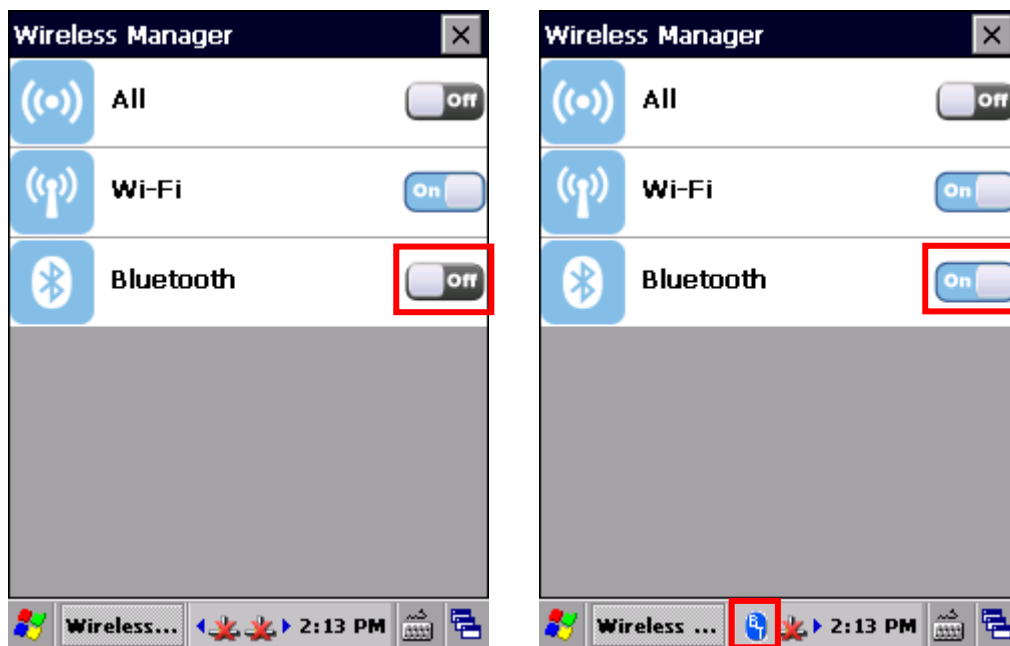 Wireless Manager
All
Off
Wi-Fi
On
Bluetooth
Off
Wireless...
2:13 PM
Wireless Manager
All
Off
Wi-Fi
On
Bluetooth
On
Wireless ...
BT
2:13 PM